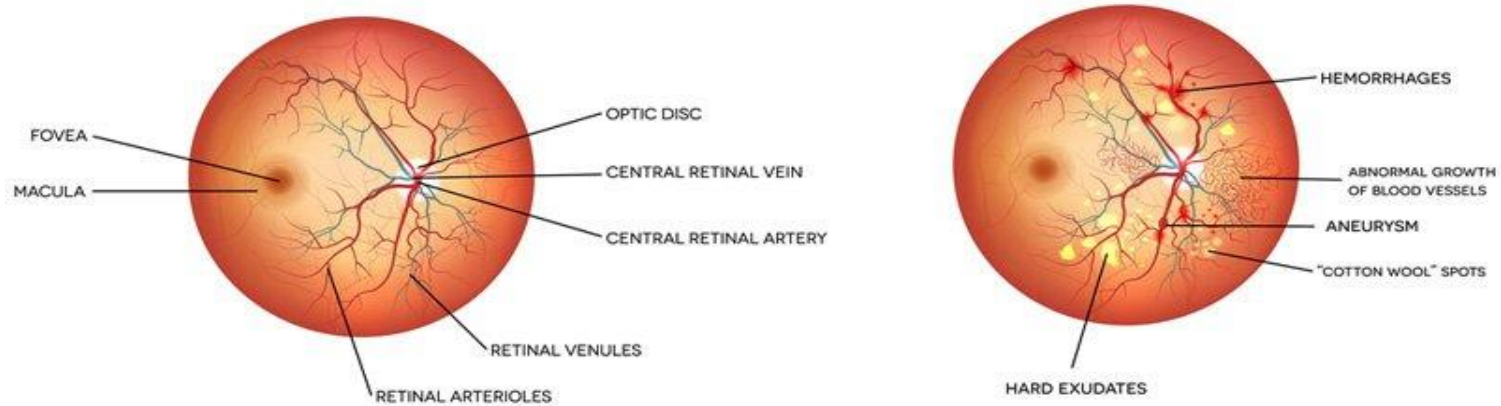 FOVEA
MACULA
OPTIC DISC
CENTRAL RETINAL VEIN
CENTRAL RETINAL ARTERY
RETINAL VENULES
RETINAL ARTERIOLES
HEMORRHAGES
ABNORMAL GROWTH
OF BLOOD VESSELS
ANEURYSM
"COTTON WOOL" SPOTS
HARD EXUDATES